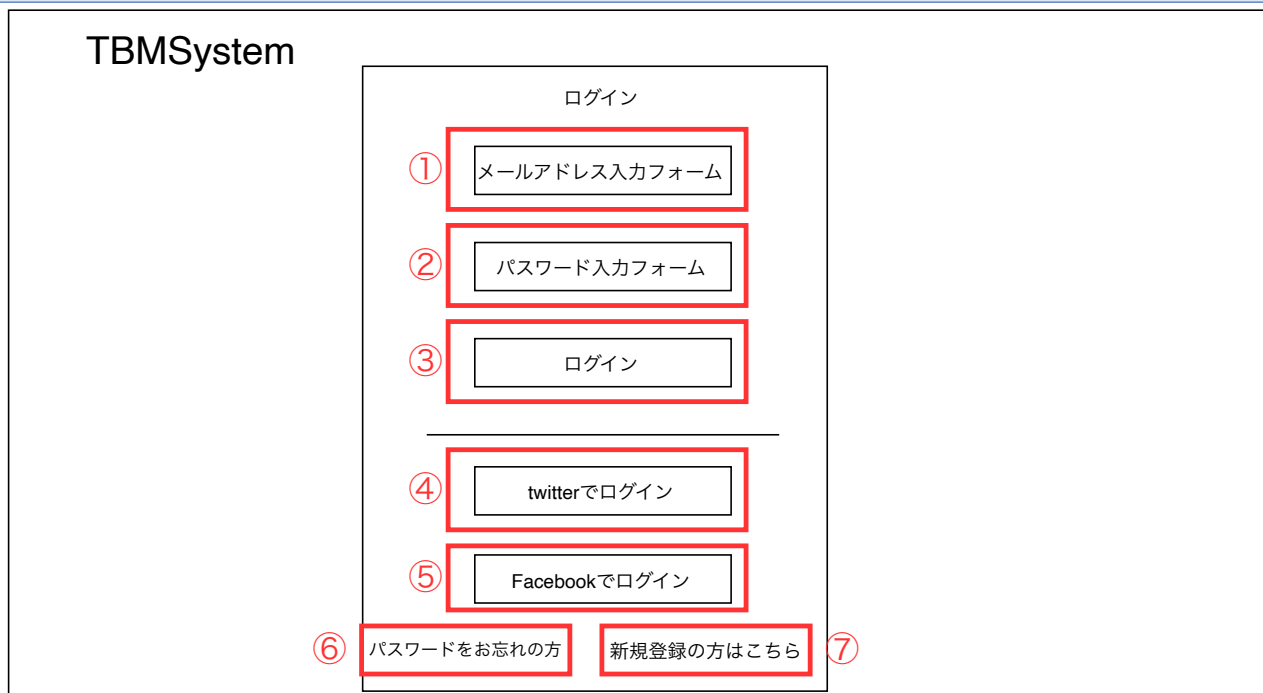 TBMSystem
ログイン
① メールアドレス入力フォーム
② パスワード入力フォーム
③ ログイン
④ twitterでログイン
⑤ Facebookでログイン
⑥ パスワードをお忘れの方 新規登録の方はこちら ⑦